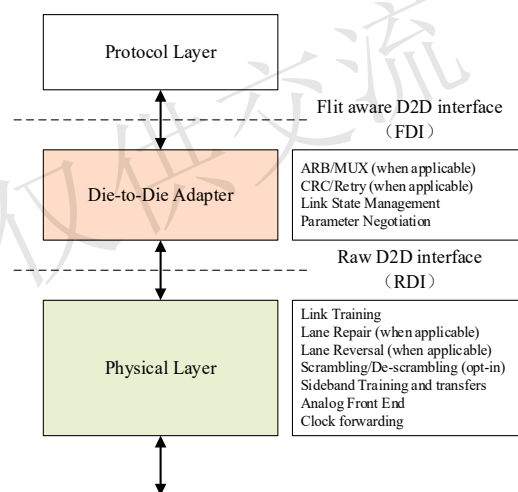 Protocol Layer
Flit aware D2D interface
（FDI）
Die-to-Die Adapter
ARB/MUX (when applicable)
CRC/Retry (when applicable)
Link State Management
Parameter Negotiation
Raw D2D interface
（RDI）
Physical Layer
Link Training
Lane Repair (when applicable)
Lane Reversal (when applicable)
Scrambling/De-scrambling (opt-in)
Sideband Training and transfers
Analog Front End
Clock forwarding
仅供交流